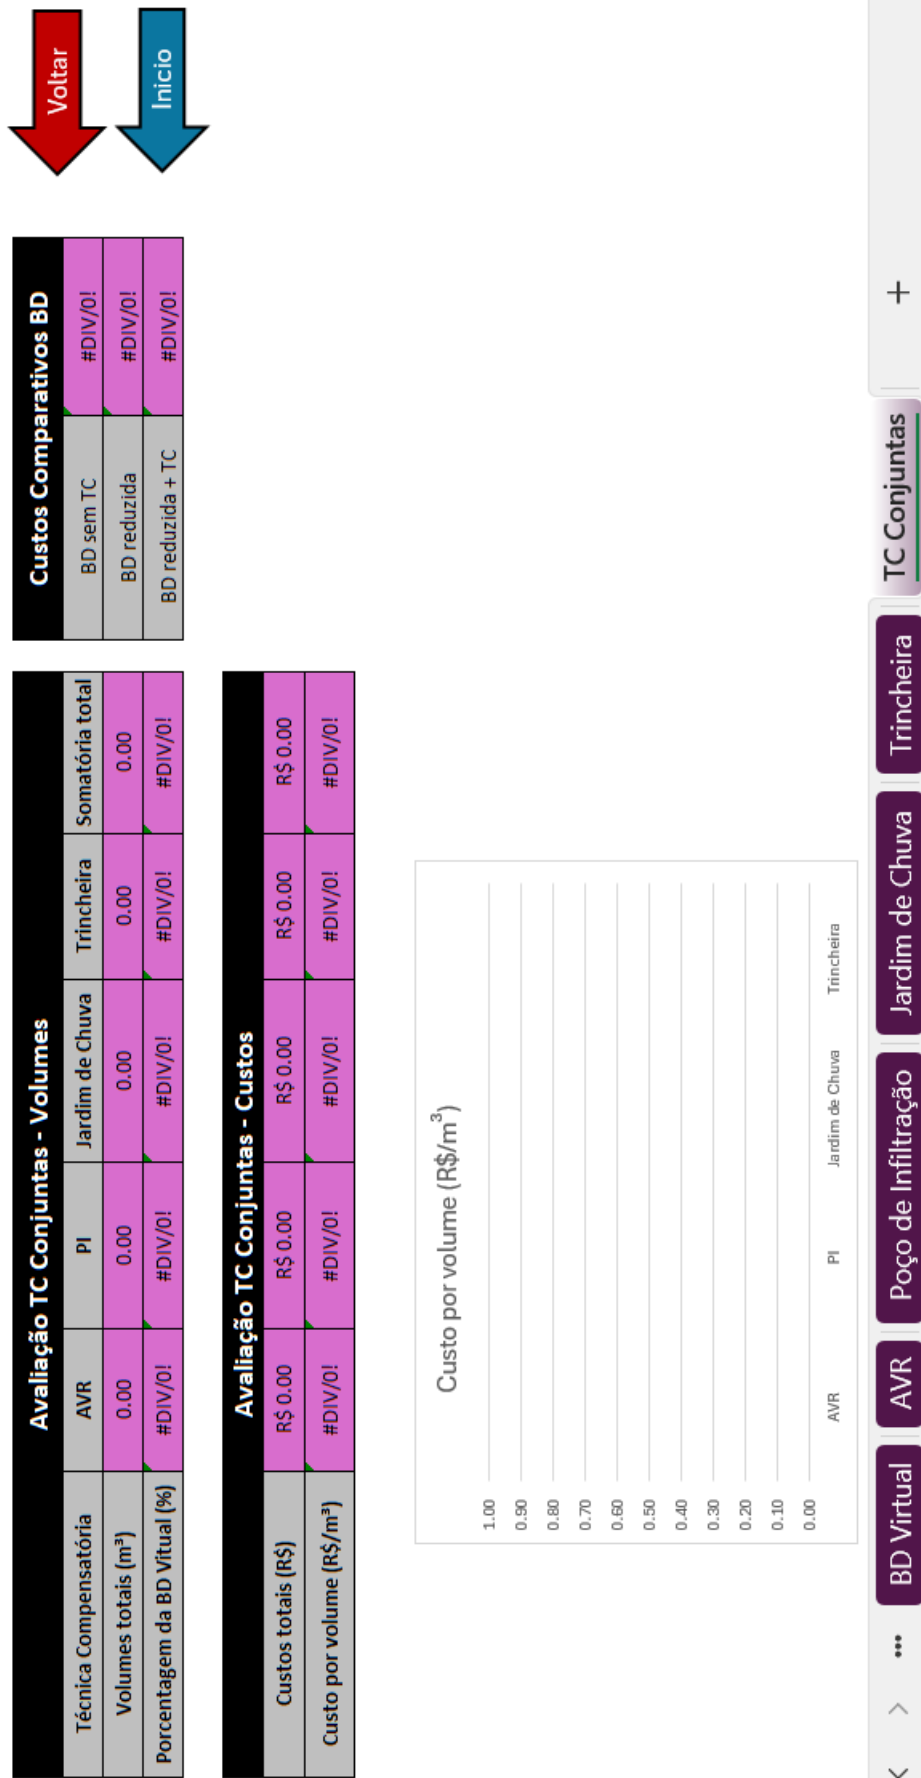 Avaliação TC Conjuntas - Volumes
Técnica Compensatória AVR PI Jardim de Chuva Trincheira Somatória total
Volumes totais (m³) 0.00 0.00 0.00 0.00 0.00
Porcentagem da BD Vitual (%) #DIV/0! #DIV/0! #DIV/0! #DIV/0! #DIV/0!
Custos Comparativos BD
BD sem TC #DIV/0!
BD reduzida #DIV/0!
BD reduzida + TC #DIV/0!
Voltar
Inicio
Avaliação TC Conjuntas - Custos
Custos totais (R$) R$ 0.00 R$ 0.00 R$ 0.00 R$ 0.00 R$ 0.00
Custo por volume (R$/m³) #DIV/0! #DIV/0! #DIV/0! #DIV/0! #DIV/0!
Custo por volume (R$/m³)
1.00
0.90
0.80
0.70
0.60
0.50
0.40
0.30
0.20
0.10
0.00
AVR PI Jardim de Chuva Trincheira
... BD Virtual AVR Poço de Infiltração Jardim de Chuva Trincheira TC Conjuntas +